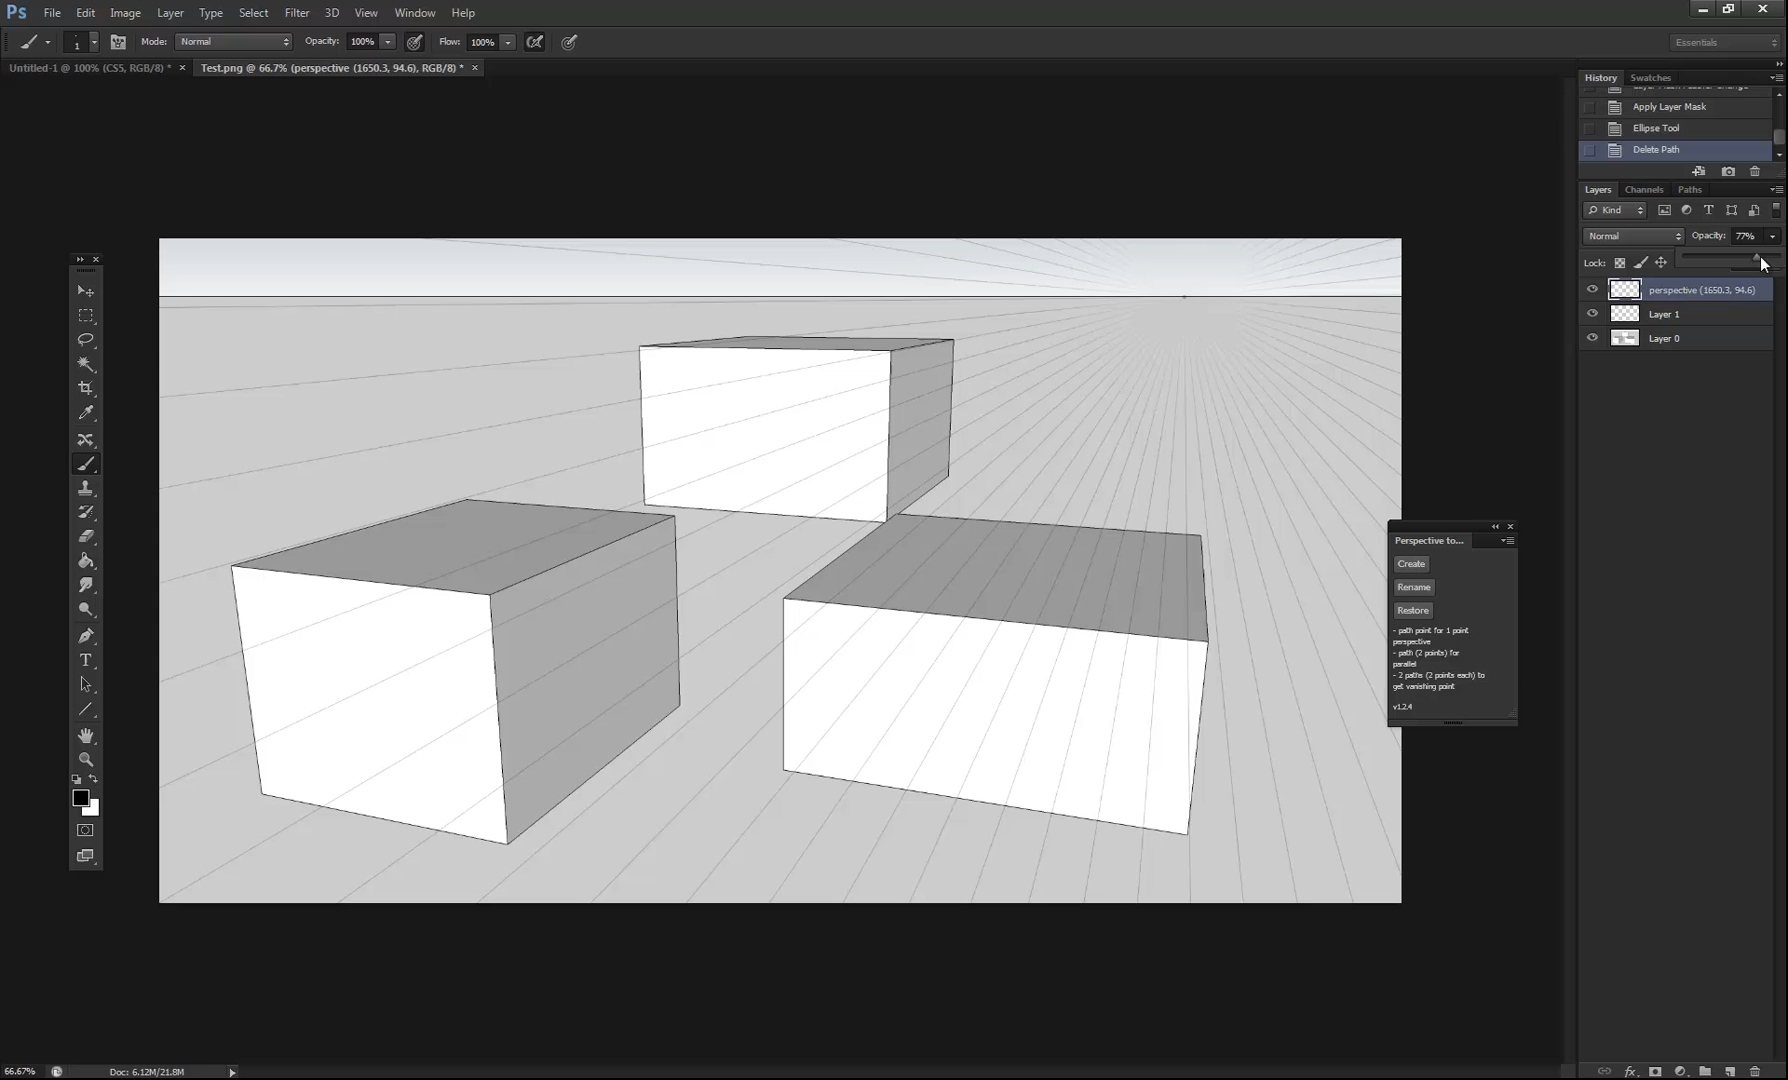 Ps File Edit Image Layer Type Select Filter 3D View Window Help
1 Mode: Normal Opacity: 100% Flow: 100% Essentials
Untitled-1 @ 100% (CS5, RGB/8) * × Test.png @ 66.7% (perspective (1650.3, 94.6), RGB/8) * ×
History Swatches
Apply Layer Mask
Ellipse Tool
Delete Path
Layers Channels Paths
Kind
Normal Opacity: 77%
Lock:
perspective (1650.3, 94.6)
Layer 1
Layer 0
Perspective to...
Create
Rename
Restore
- path point for 1 point
perspective
- path (2 points) for
parallel
- 2 paths (2 points each) to
get vanishing point
v1.2.4
66.67% Doc: 6.12M/21.8M